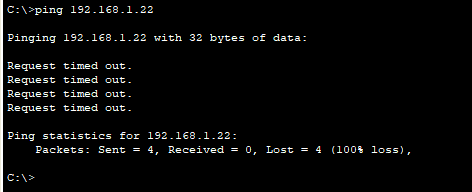 C:\>ping 192.168.1.22
Pinging 192.168.1.22 with 32 bytes of data:
Request timed out.
Request timed out.
Request timed out.
Request timed out.
Ping statistics for 192.168.1.22:
Packets: Sent = 4, Received = 0, Lost = 4 (100% loss),
C:\>